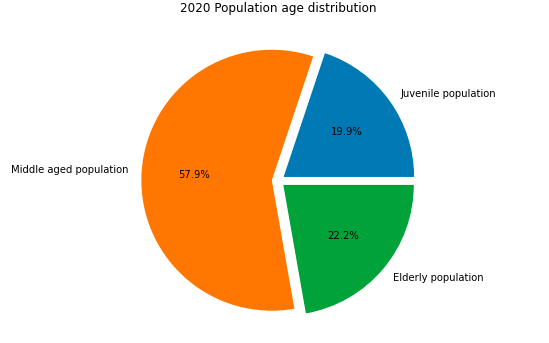 2020 Population age distribution
Juvenile population
19.9%
Middle aged population
57.9%
22.2%
Elderly population